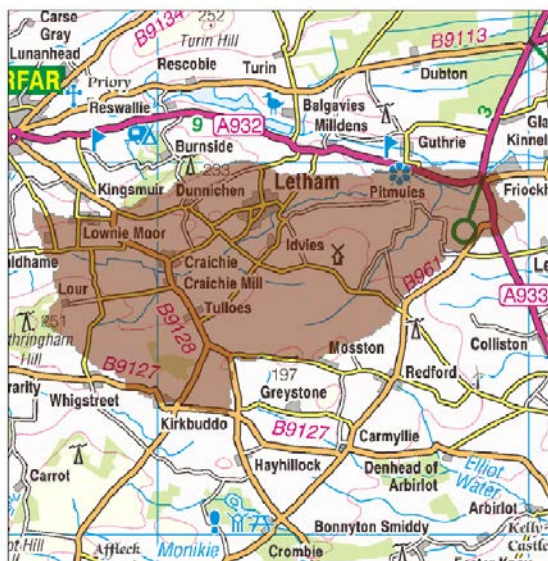 Carse
Gray
B9134
252
Turin Hill
B9113
Lunanhead
Rescobie
Turin
Dubton
RFAR
Priory
Reswallie
3
9
A932
Balgavies
Milldens
Guthrie
Burnside
233
Kingsmuir
Dunnichen
Letham
Pitmuies
Friockh
Lownie Moor
Idvies
Craichie
Craichie Mill
B961
Lour
Tulloes
A933
B9128
Colliston
Hill
Mosston
B9127
197
Redford
Whigstreet
Greystone
Kirkbuddo
B9127
Carmyllie
Carrot
Hayhillock
Denhead of
Arbirlot
Elliot
Water
Arbirlot
Bonnyton Smiddy
Affleck
Monikie
Crombie